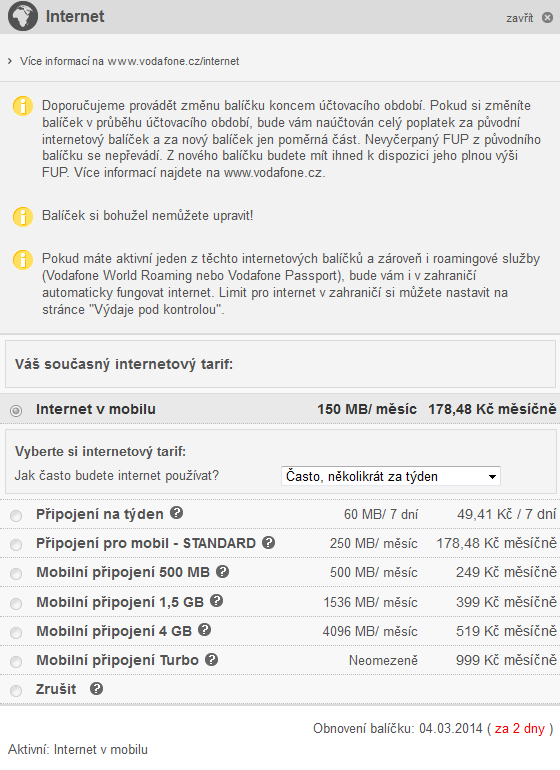 Internet
zavřít
Více informací na www.vodafone.cz/internet
Doporučujeme provádět změnu balíčku koncem účtovacího období. Pokud si změníte
balíček v průběhu účtovacího období, bude vám naúčtován celý poplatek za původní
internetový balíček a za nový balíček jen poměrná část. Nevyčerpaný FUP z původního
balíčku se nepřevádí. Z nového balíčku budete mít ihned k dispozici jeho plnou výši
FUP. Více informací najdete na www.vodafone.cz.
Balíček si bohužel nemůžete upravit!
Pokud máte aktivní jeden z těchto internetových balíčků a zároveň i roamingové služby
(Vodafone World Roaming nebo Vodafone Passport), bude vám i v zahraničí
automaticky fungovat internet. Limit pro internet v zahraničí si můžete nastavit na
stránce "Výdaje pod kontrolou".
Váš současný internetový tarif:
Internet v mobilu 150 MB/ měsíc 178,48 Kč měsíčně
Vyberte si internetový tarif:
Jak často budete internet používat? Často, několikrát za týden
Připojení na týden ? 60 MB/ 7 dní 49,41 Kč / 7 dní
Připojení pro mobil - STANDARD ? 250 MB/ měsíc 178,48 Kč měsíčně
Mobilní připojení 500 MB ? 500 MB/ měsíc 249 Kč měsíčně
Mobilní připojení 1,5 GB ? 1536 MB/ měsíc 399 Kč měsíčně
Mobilní připojení 4 GB ? 4096 MB/ měsíc 519 Kč měsíčně
Mobilní připojení Turbo ? Neomezeně 999 Kč měsíčně
Zrušit ?
Obnovení balíčku: 04.03.2014 ( za 2 dny )
Aktivní: Internet v mobilu